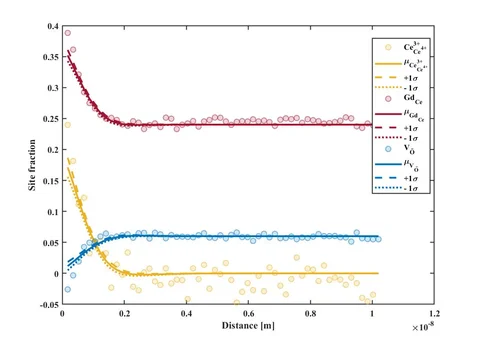 0.4
0.35
0.3
0.25
0.2
0.15
0.1
0.05
0
-0.05
Site fraction
0 0.2 0.4 0.6 0.8 1 1.2
Distance [m]
×10⁻⁸
Ce³⁺Ce⁴⁺
μCe³⁺Ce⁴⁺
+1σ
- 1σ
GdCe
μGdCe
+1σ
- 1σ
VÖ
μVÖ
+1σ
- 1σ